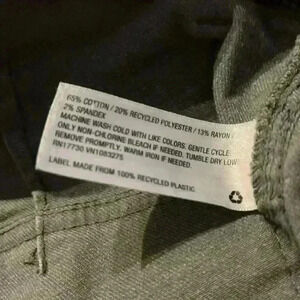 65% COTTON / 20% RECYCLED POLYESTER / 13% RAYON /
2% SPANDEX
MACHINE WASH COLD WITH LIKE COLORS. GENTLE CYCLE.
ONLY NON-CHLORINE BLEACH IF NEEDED. TUMBLE DRY LOW.
REMOVE PROMPTLY. WARM IRON IF NEEDED.
RN17730 VN1083275
LABEL MADE FROM 100% RECYCLED PLASTIC